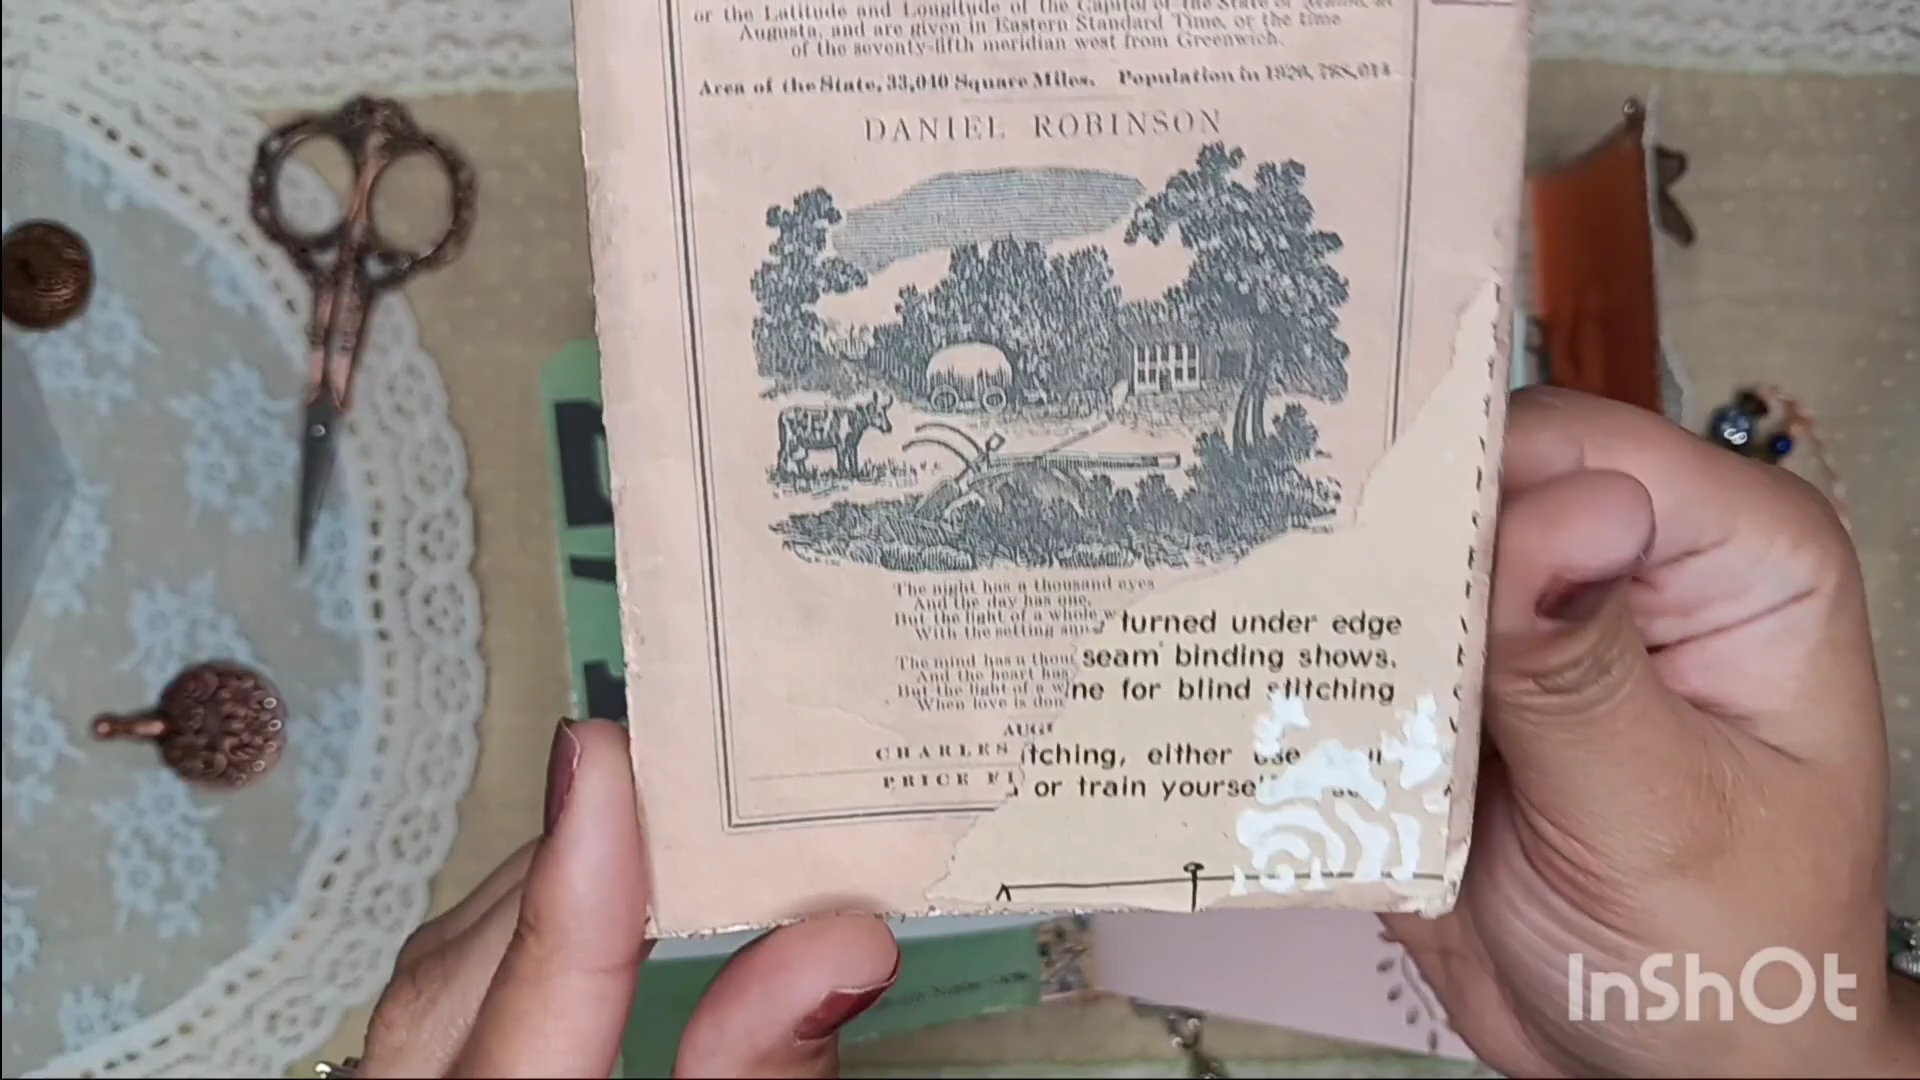 or the Latitude and Longitude of the Capitol of the State of at
Augusta, and are given in Eastern Standard Time, or the time
of the seventy-fifth meridian west from Greenwich.
Area of the State, 33,040 Square Miles. Population in 1920, 768,014
DANIEL ROBINSON
The night has a thousand eyes
And the day has one,
But the light of a whole w
With the setting sun
The mind has a thou
And the heart has
But the light of a w
When love is don
turned under edge
seam binding shows.
ne for blind stitching
AUGU
CHARLES
PRICE FI
itching, either use
or train yourse
InShOt